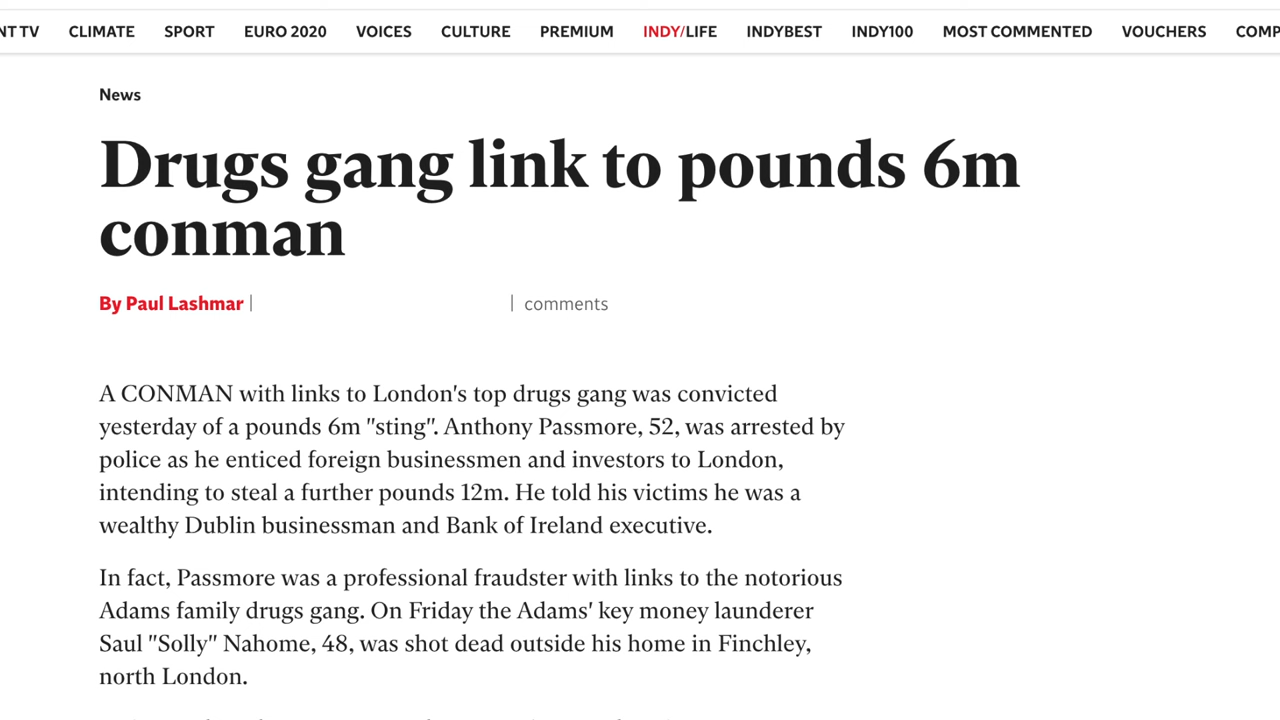 NT TV CLIMATE SPORT EURO 2020 VOICES CULTURE PREMIUM INDY/LIFE INDYBEST INDY100 MOST COMMENTED VOUCHERS COMP
News
Drugs gang link to pounds 6m
conman
By Paul Lashmar | | comments
A CONMAN with links to London's top drugs gang was convicted
yesterday of a pounds 6m "sting". Anthony Passmore, 52, was arrested by
police as he enticed foreign businessmen and investors to London,
intending to steal a further pounds 12m. He told his victims he was a
wealthy Dublin businessman and Bank of Ireland executive.
In fact, Passmore was a professional fraudster with links to the notorious
Adams family drugs gang. On Friday the Adams' key money launderer
Saul "Solly" Nahome, 48, was shot dead outside his home in Finchley,
north London.